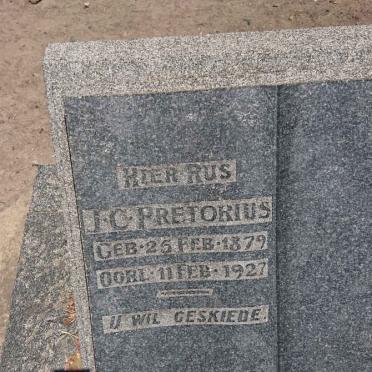 HIER RUS
J·C·PRETORIUS
GEB·25·FEB·1879
OORL·11 FEB·1927
U WIL GESKIEDE.